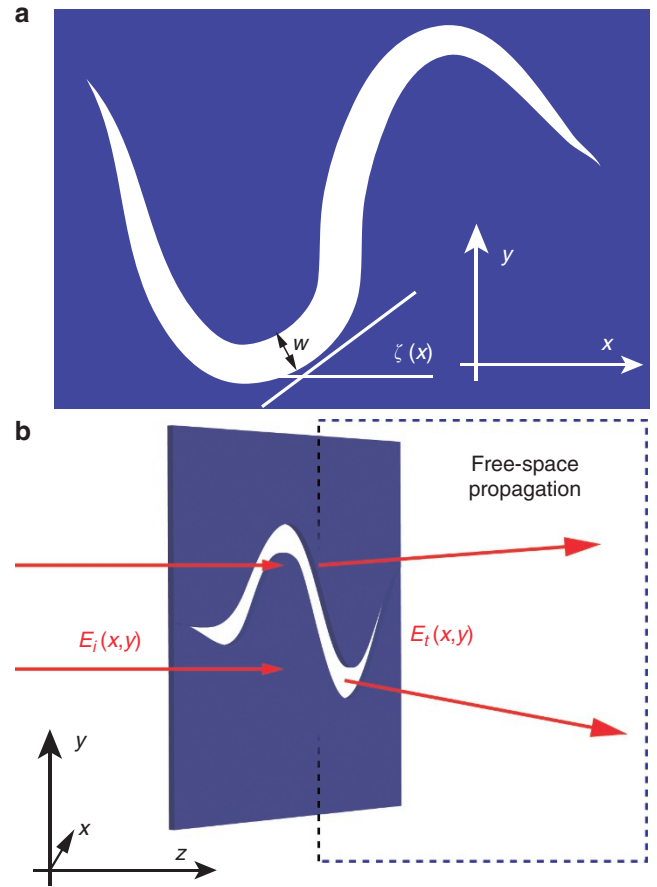 a
w
ζ (x)
y
x
b
Free-space
propagation
E_i(x,y)
E_t(x,y)
y
x
z